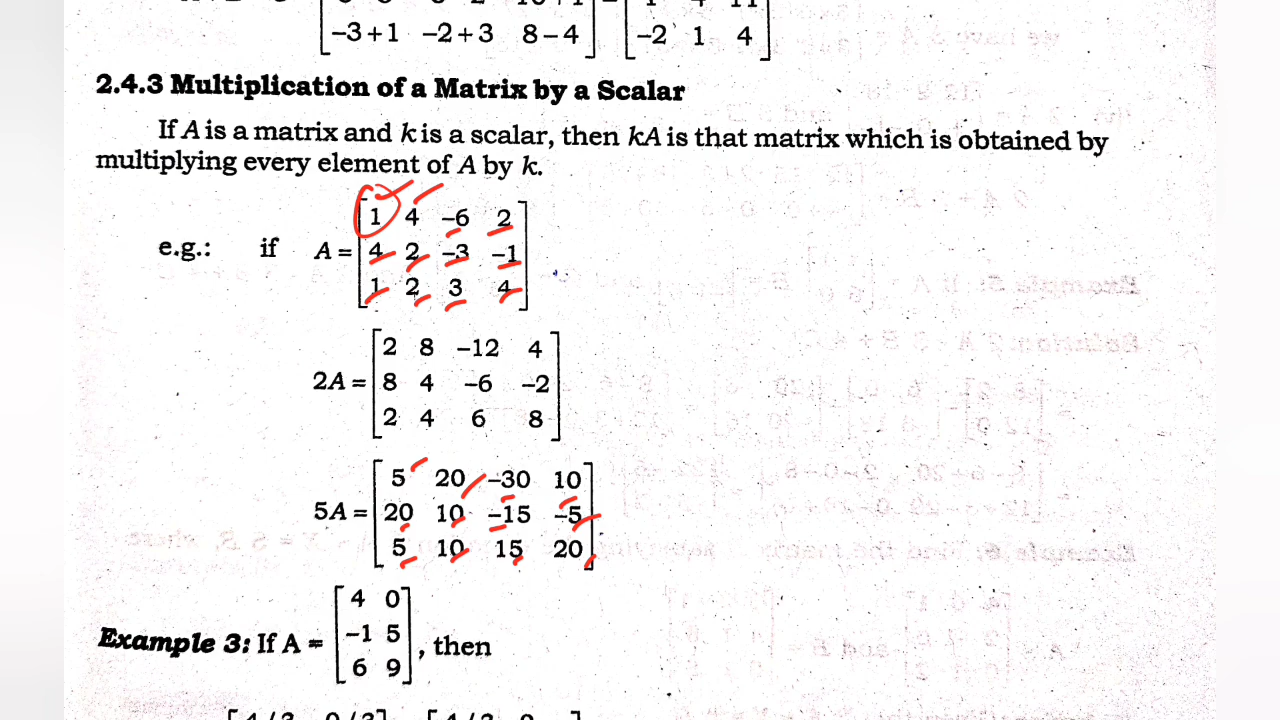 −3+1 −2+3 8−4 −2 1 4
2.4.3 Multiplication of a Matrix by a Scalar
If A is a matrix and k is a scalar, then kA is that matrix which is obtained by
multiplying every element of A by k.
1 4 −6 2
e.g.: if A = 4 2 −3 −1
1 2 3 4
2 8 −12 4
2A = 8 4 −6 −2
2 4 6 8
5 20 −30 10
5A = 20 10 −15 −5
5 10 15 20
4 0
Example 3: If A = −1 5 , then
6 9